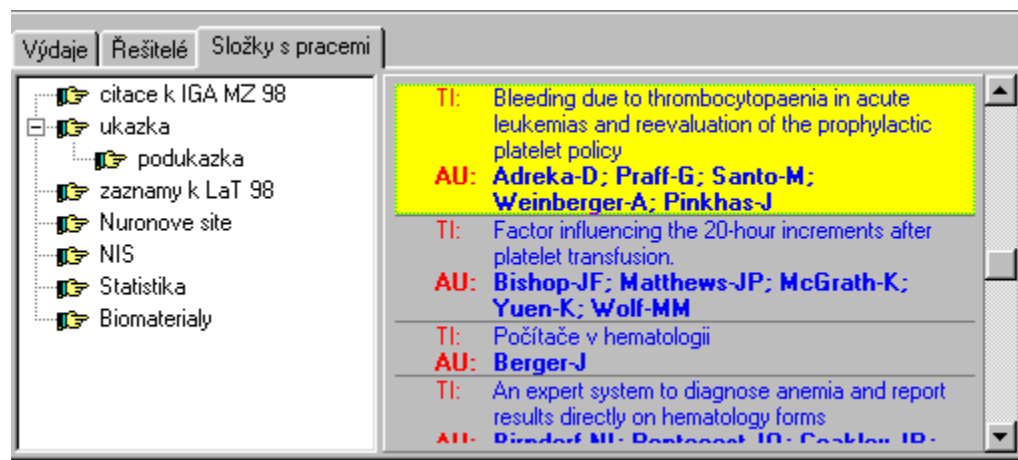 Výdaje
Řešitelé
Složky s pracemi
citace k IGA MZ 98
ukazka
podukazka
zaznamy k LaT 98
Nuronove site
NIS
Statistika
Biomaterialy
TI: Bleeding due to thrombocytopaenia in acute
leukemias and reevaluation of the prophylactic
platelet policy
AU: Adreka-D; Praff-G; Santo-M;
Weinberger-A; Pinkhas-J
TI: Factor influencing the 20-hour increments after
platelet transfusion.
AU: Bishop-JF; Matthews-JP; McGrath-K;
Yuen-K; Wolf-MM
TI: Počítače v hematologii
AU: Berger-J
TI: An expert system to diagnose anemia and report
results directly on hematology forms
AU: